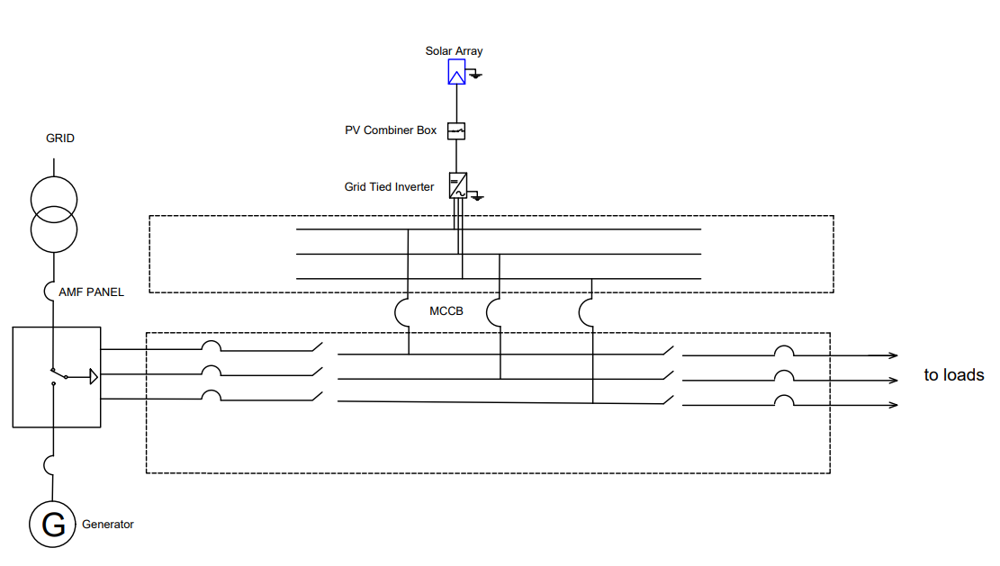 Solar Array
PV Combiner Box
GRID
Grid Tied Inverter
AMF PANEL
MCCB
to loads
G
Generator